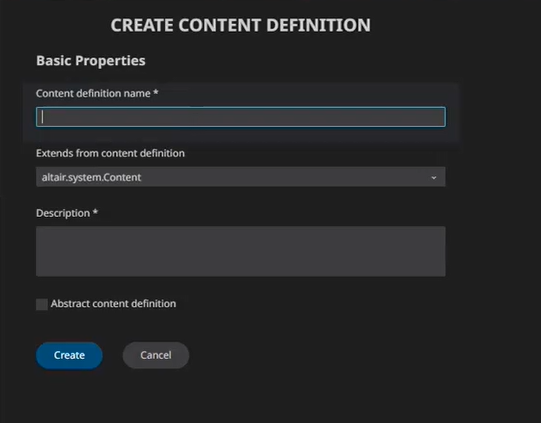 CREATE CONTENT DEFINITION
Basic Properties
Content definition name *
Extends from content definition
altair.system.Content
Description *
Abstract content definition
Create Cancel